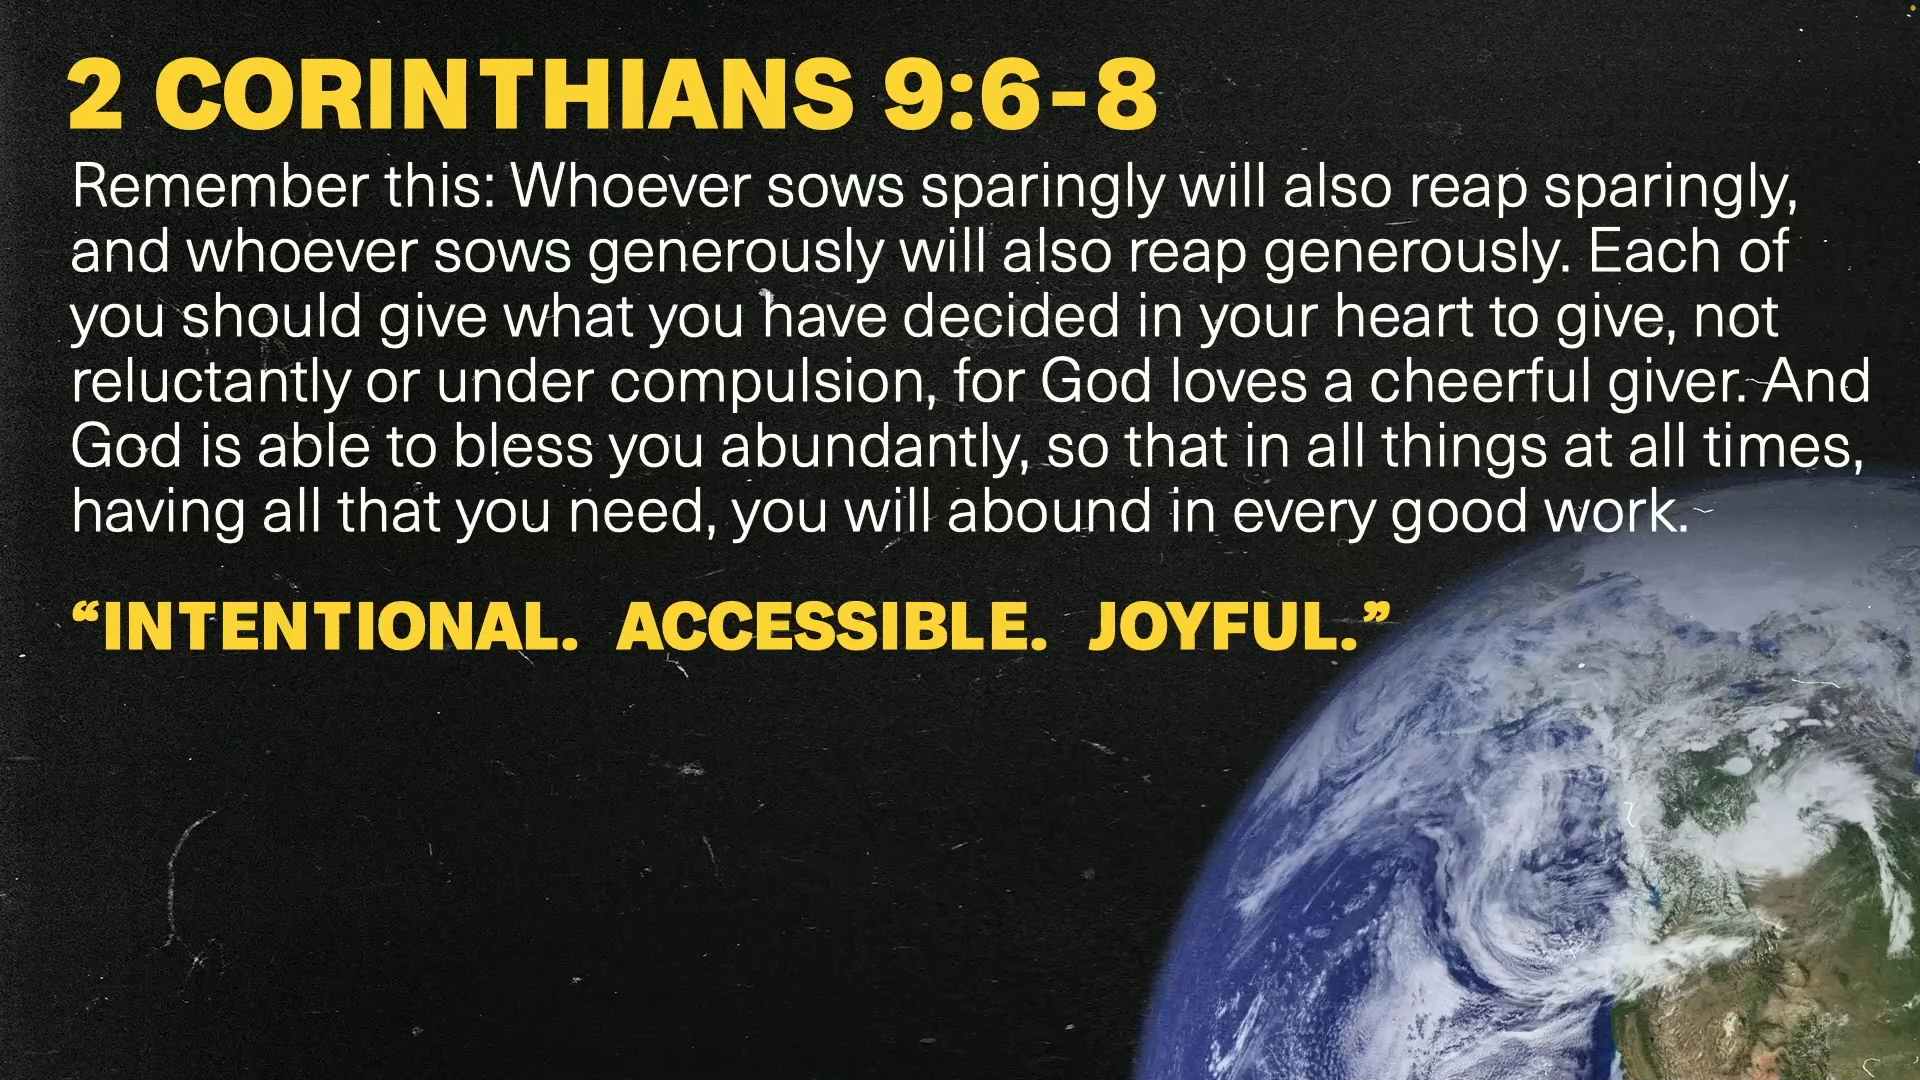 2 CORINTHIANS 9:6-8
Remember this: Whoever sows sparingly will also reap sparingly,
and whoever sows generously will also reap generously. Each of
you should give what you have decided in your heart to give, not
reluctantly or under compulsion, for God loves a cheerful giver. And
God is able to bless you abundantly, so that in all things at all times,
having all that you need, you will abound in every good work.
“INTENTIONAL. ACCESSIBLE. JOYFUL.”